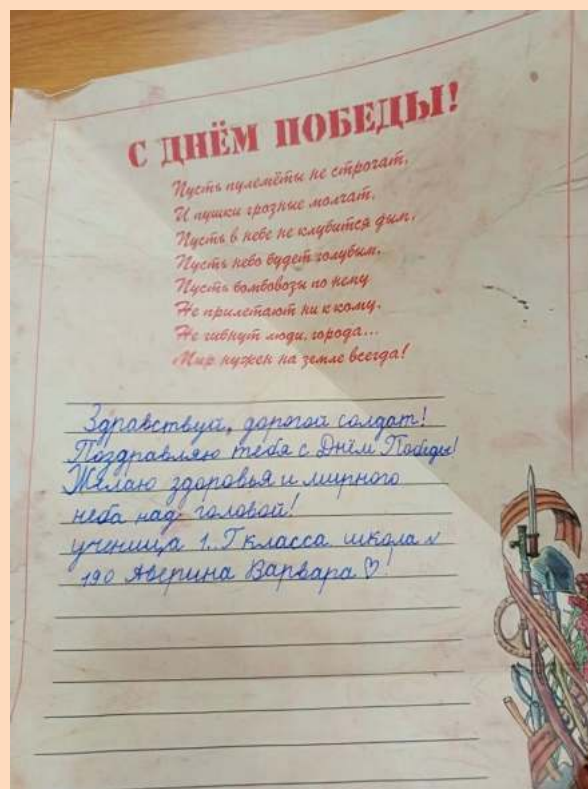 С ДНЁМ ПОБЕДЫ!
Пусть пулемёты не строчат,
И пушки грозные молчат,
Пусть в небе не клубится дым,
Пусть небо будет голубым,
Пусть бомбовозы по нему
Не прилетают ни к кому,
Не гибнут люди, города...
Мир нужен на земле всегда!
Здравствуй, дорогой солдат!
Поздравляю тебя с Днём Победы!
Желаю здоровья и мирного
неба над головой!
ученица 1 "Г" класса школа №
190 Аверина Варвара ♡!